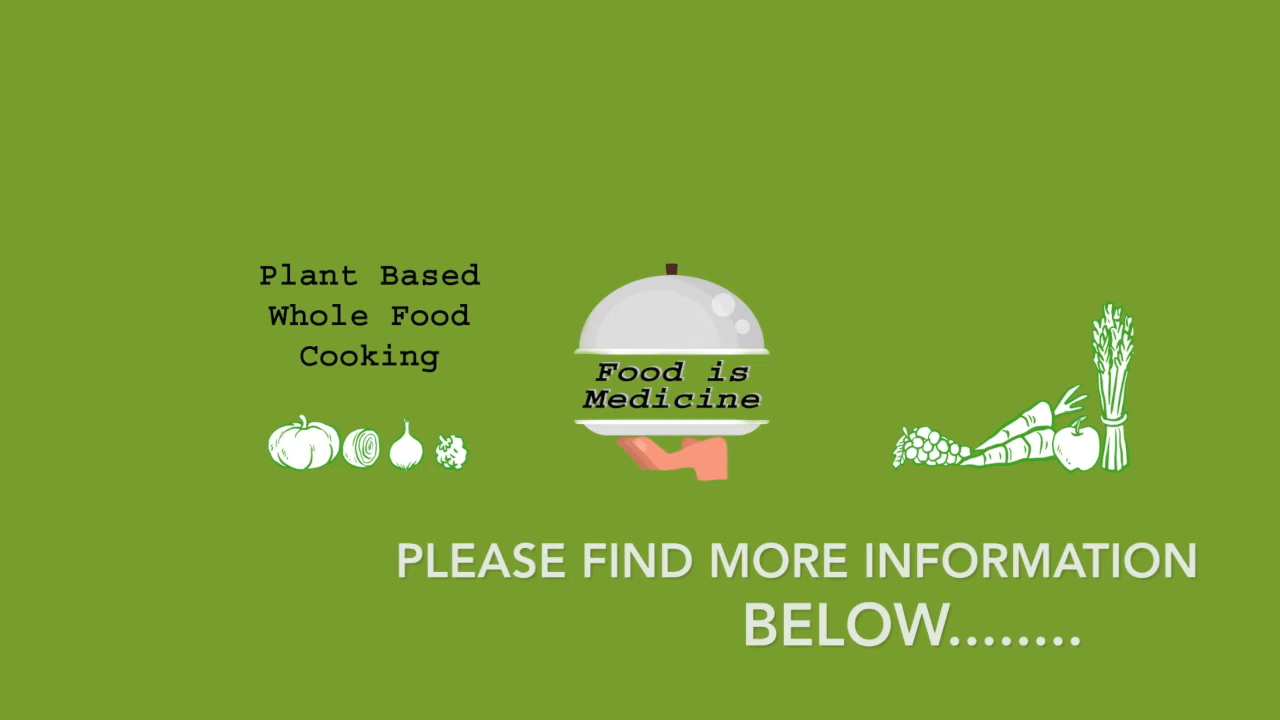 Plant Based
Whole Food
Cooking
Food is
Medicine
PLEASE FIND MORE INFORMATION
BELOW........